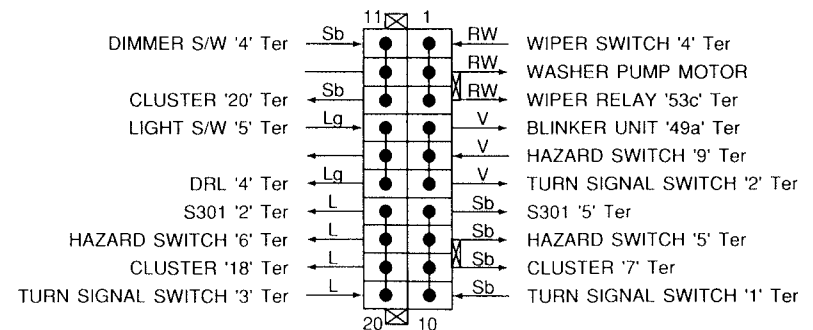 11 1
DIMMER S/W '4' Ter Sb RW WIPER SWITCH '4' Ter
RW WASHER PUMP MOTOR
CLUSTER '20' Ter Sb RW WIPER RELAY '53c' Ter
LIGHT S/W '5' Ter Lg V BLINKER UNIT '49a' Ter
V HAZARD SWITCH '9' Ter
DRL '4' Ter Lg V TURN SIGNAL SWITCH '2' Ter
S301 '2' Ter L Sb S301 '5' Ter
HAZARD SWITCH '6' Ter L Sb HAZARD SWITCH '5' Ter
CLUSTER '18' Ter L Sb CLUSTER '7' Ter
TURN SIGNAL SWITCH '3' Ter L Sb TURN SIGNAL SWITCH '1' Ter
20 10